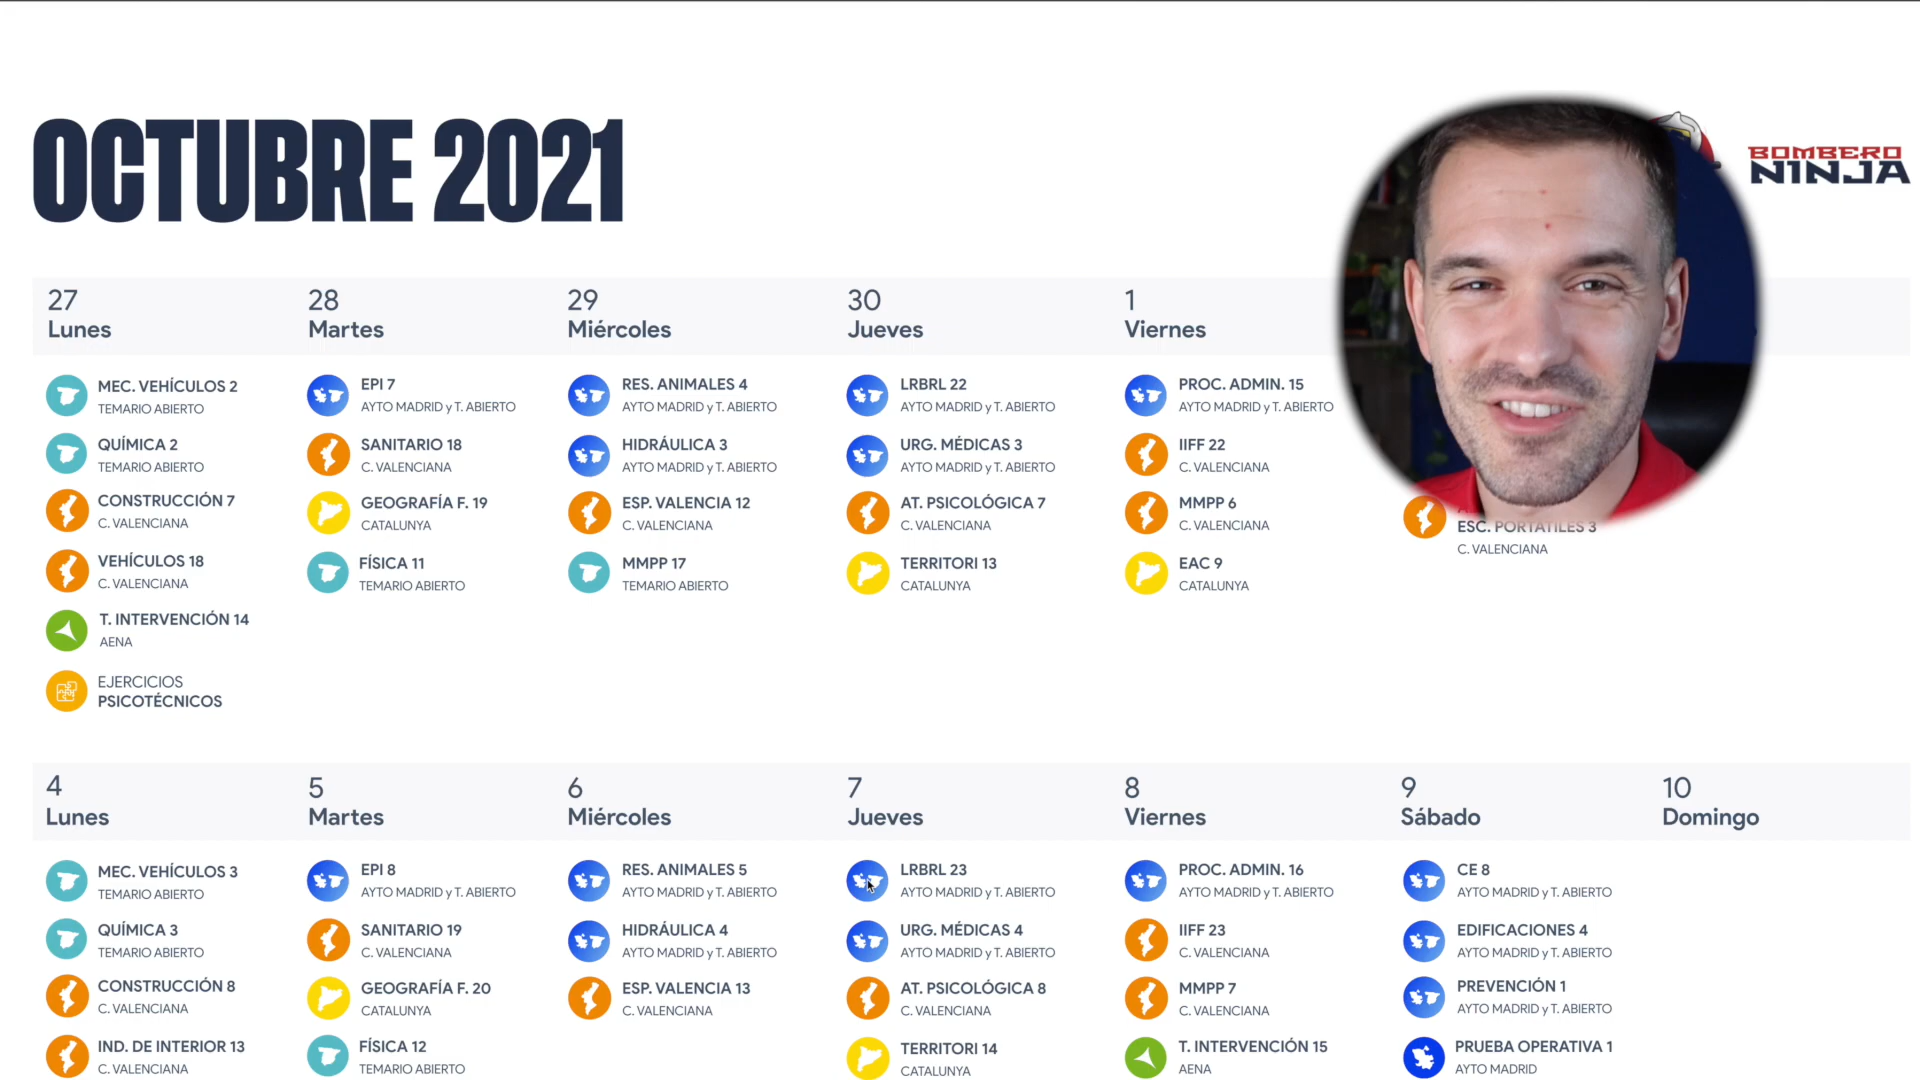 OCTUBRE 2021
BOMBERO
NINJA
27
Lunes
28
Martes
29
Miércoles
30
Jueves
1
Viernes
MEC. VEHÍCULOS 2
TEMARIO ABIERTO
QUÍMICA 2
TEMARIO ABIERTO
CONSTRUCCIÓN 7
C. VALENCIANA
VEHÍCULOS 18
C. VALENCIANA
T. INTERVENCIÓN 14
AENA
EJERCICIOS
PSICOTÉCNICOS
EPI 7
AYTO MADRID y T. ABIERTO
SANITARIO 18
C. VALENCIANA
GEOGRAFÍA F. 19
CATALUNYA
FÍSICA 11
TEMARIO ABIERTO
RES. ANIMALES 4
AYTO MADRID y T. ABIERTO
HIDRÁULICA 3
AYTO MADRID y T. ABIERTO
ESP. VALENCIA 12
C. VALENCIANA
MMPP 17
TEMARIO ABIERTO
LRBRL 22
AYTO MADRID y T. ABIERTO
URG. MÉDICAS 3
AYTO MADRID y T. ABIERTO
AT. PSICOLÓGICA 7
C. VALENCIANA
TERRITORI 13
CATALUNYA
PROC. ADMIN. 15
AYTO MADRID y T. ABIERTO
IIFF 22
C. VALENCIANA
MMPP 6
C. VALENCIANA
EAC 9
CATALUNYA
ESC. PORTÁTILES 3
C. VALENCIANA
4
Lunes
5
Martes
6
Miércoles
7
Jueves
8
Viernes
9
Sábado
10
Domingo
MEC. VEHÍCULOS 3
TEMARIO ABIERTO
QUÍMICA 3
TEMARIO ABIERTO
CONSTRUCCIÓN 8
C. VALENCIANA
IND. DE INTERIOR 13
C. VALENCIANA
EPI 8
AYTO MADRID y T. ABIERTO
SANITARIO 19
C. VALENCIANA
GEOGRAFÍA F. 20
CATALUNYA
FÍSICA 12
TEMARIO ABIERTO
RES. ANIMALES 5
AYTO MADRID y T. ABIERTO
HIDRÁULICA 4
AYTO MADRID y T. ABIERTO
ESP. VALENCIA 13
C. VALENCIANA
LRBRL 23
AYTO MADRID y T. ABIERTO
URG. MÉDICAS 4
AYTO MADRID y T. ABIERTO
AT. PSICOLÓGICA 8
C. VALENCIANA
TERRITORI 14
CATALUNYA
PROC. ADMIN. 16
AYTO MADRID y T. ABIERTO
IIFF 23
C. VALENCIANA
MMPP 7
C. VALENCIANA
T. INTERVENCIÓN 15
AENA
CE 8
AYTO MADRID y T. ABIERTO
EDIFICACIONES 4
AYTO MADRID y T. ABIERTO
PREVENCIÓN 1
AYTO MADRID y T. ABIERTO
PRUEBA OPERATIVA 1
AYTO MADRID